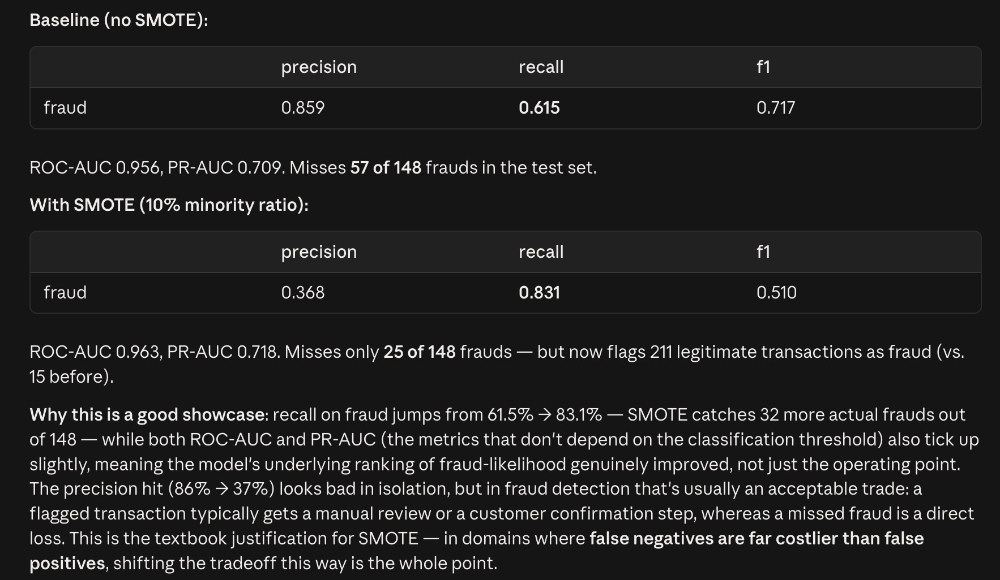 Baseline (no SMOTE):
precision recall f1
fraud 0.859 0.615 0.717
ROC-AUC 0.956, PR-AUC 0.709. Misses 57 of 148 frauds in the test set.
With SMOTE (10% minority ratio):
precision recall f1
fraud 0.368 0.831 0.510
ROC-AUC 0.963, PR-AUC 0.718. Misses only 25 of 148 frauds — but now flags 211 legitimate transactions as fraud (vs.
15 before).
Why this is a good showcase: recall on fraud jumps from 61.5% → 83.1% — SMOTE catches 32 more actual frauds out
of 148 — while both ROC-AUC and PR-AUC (the metrics that don't depend on the classification threshold) also tick up
slightly, meaning the model's underlying ranking of fraud-likelihood genuinely improved, not just the operating point.
The precision hit (86% → 37%) looks bad in isolation, but in fraud detection that's usually an acceptable trade: a
flagged transaction typically gets a manual review or a customer confirmation step, whereas a missed fraud is a direct
loss. This is the textbook justification for SMOTE — in domains where false negatives are far costlier than false
positives, shifting the tradeoff this way is the whole point.